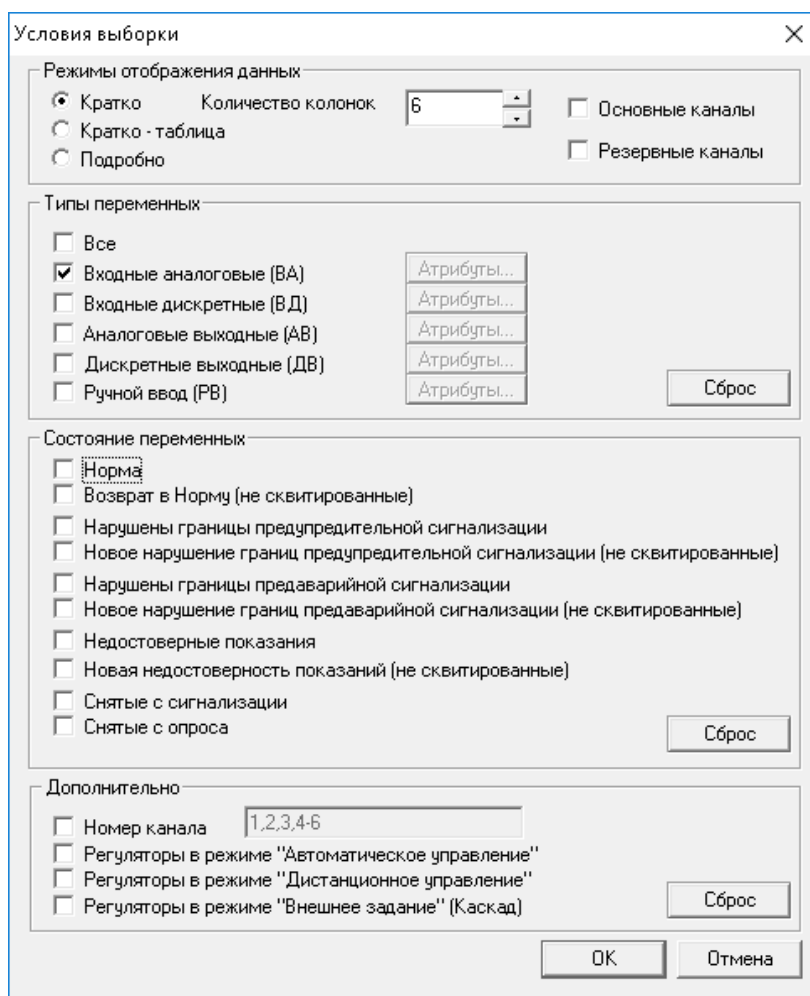 Условия выборки
Режимы отображения данных
Кратко Количество колонок 6 Основные каналы
Кратко - таблица
Подробно Резервные каналы
Типы переменных
Все
Входные аналоговые (ВА) Атрибуты...
Входные дискретные (ВД) Атрибуты...
Аналоговые выходные (АВ) Атрибуты...
Дискретные выходные (ДВ) Атрибуты...
Ручной ввод (РВ) Атрибуты... Сброс
Состояние переменных
Норма
Возврат в Норму (не сквитированные)
Нарушены границы предупредительной сигнализации
Новое нарушение границ предупредительной сигнализации (не сквитированные)
Нарушены границы предаварийной сигнализации
Новое нарушение границ предаварийной сигнализации (не сквитированные)
Недостоверные показания
Новая недостоверность показаний (не сквитированные)
Снятые с сигнализации
Снятые с опроса Сброс
Дополнительно
Номер канала 1,2,3,4-6
Регуляторы в режиме "Автоматическое управление"
Регуляторы в режиме "Дистанционное управление"
Регуляторы в режиме "Внешнее задание" (Каскад) Сброс
OK Отмена